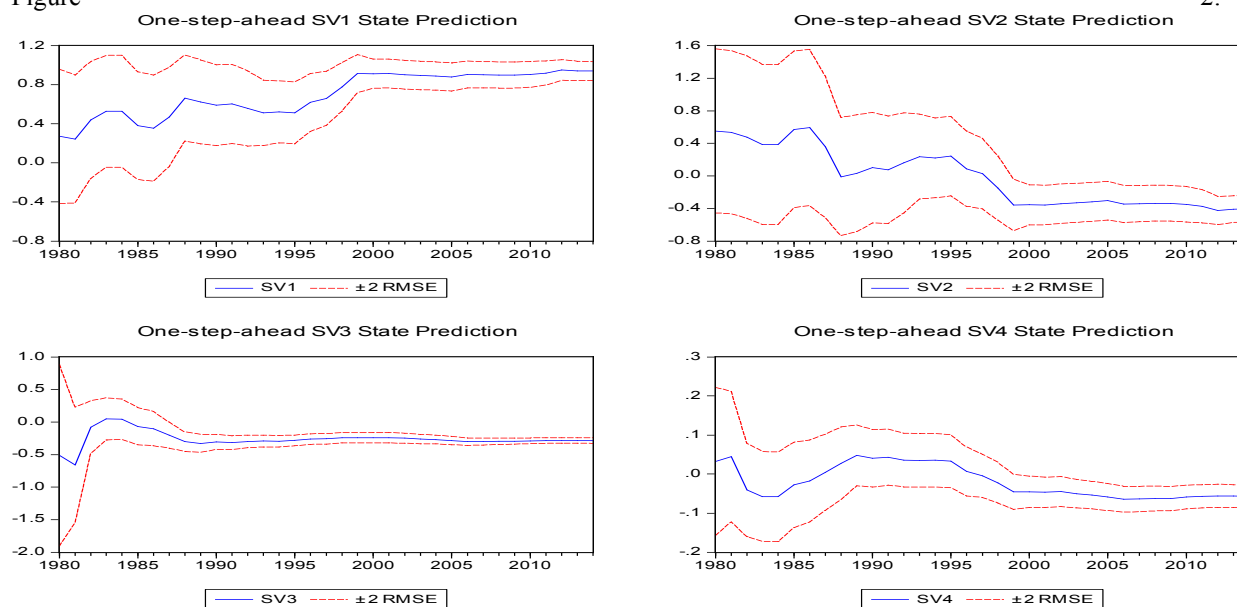 Figure 2.
One-step-ahead SV1 State Prediction
1.2
0.8
0.4
0.0
-0.4
-0.8
1980 1985 1990 1995 2000 2005 2010
SV1 ±2 RMSE
One-step-ahead SV2 State Prediction
1.6
1.2
0.8
0.4
0.0
-0.4
-0.8
1980 1985 1990 1995 2000 2005 2010
SV2 ±2 RMSE
One-step-ahead SV3 State Prediction
1.0
0.5
0.0
-0.5
-1.0
-1.5
-2.0
1980 1985 1990 1995 2000 2005 2010
SV3 ±2 RMSE
One-step-ahead SV4 State Prediction
.3
.2
.1
.0
-.1
-.2
1980 1985 1990 1995 2000 2005 2010
SV4 ±2 RMSE